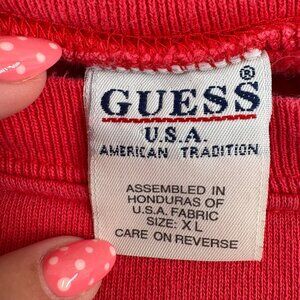 GUESS®
U.S.A.
AMERICAN TRADITION
ASSEMBLED IN
HONDURAS OF
U.S.A. FABRIC
SIZE: XL
CARE ON REVERSE